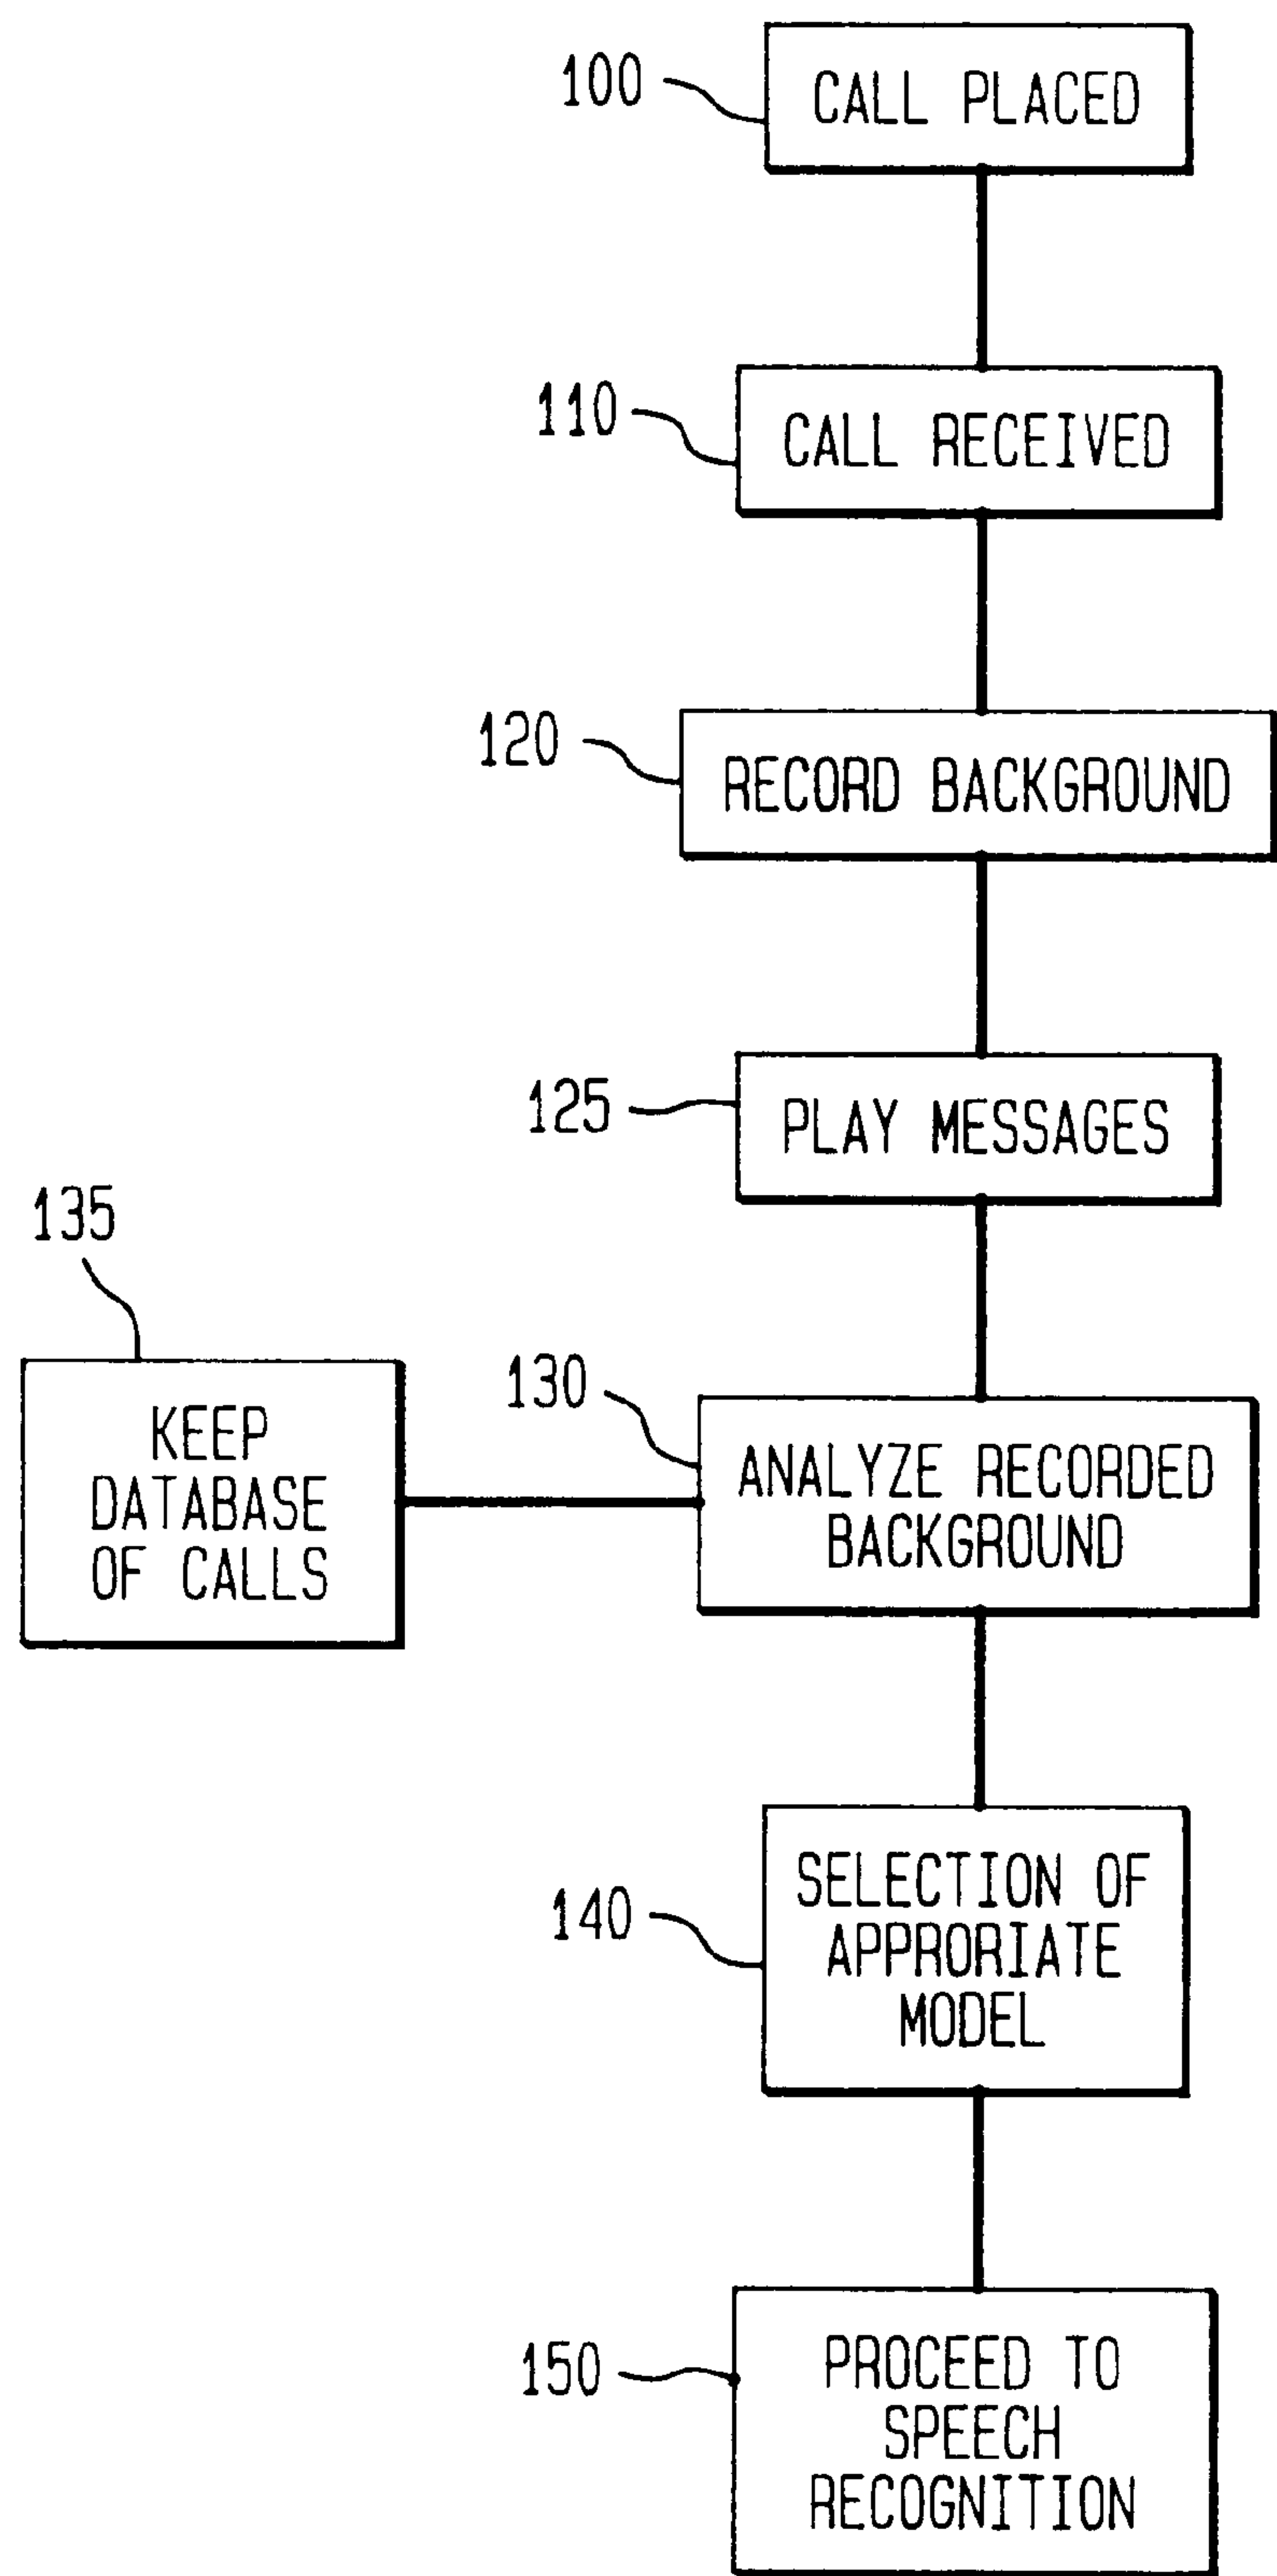 100
CALL PLACED
110
CALL RECEIVED
120
RECORD BACKGROUND
125
PLAY MESSAGES
135
KEEP
DATABASE
OF CALLS
130
ANALYZE RECORDED
BACKGROUND
140
SELECTION OF
APPRORIATE
MODEL
150
PROCEED TO
SPEECH
RECOGNITION